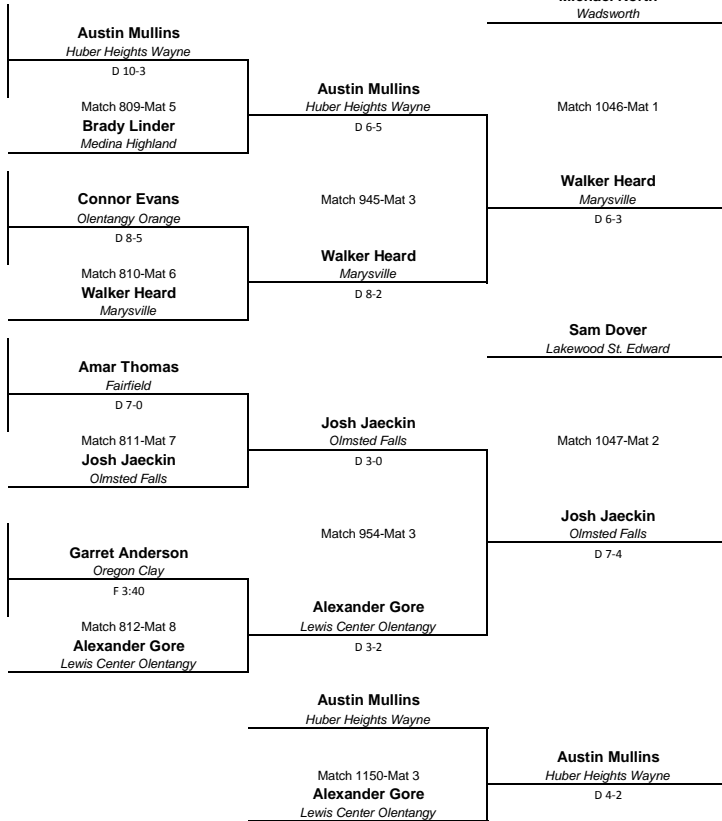 Wadsworth
Austin Mullins
Huber Heights Wayne
D 10-3
Match 809-Mat 5
Brady Linder
Medina Highland
Connor Evans
Olentangy Orange
D 8-5
Match 810-Mat 6
Walker Heard
Marysville
Amar Thomas
Fairfield
D 7-0
Match 811-Mat 7
Josh Jaeckin
Olmsted Falls
Garret Anderson
Oregon Clay
F 3:40
Match 812-Mat 8
Alexander Gore
Lewis Center Olentangy
Austin Mullins
Huber Heights Wayne
D 6-5
Match 945-Mat 3
Walker Heard
Marysville
D 8-2
Josh Jaeckin
Olmsted Falls
D 3-0
Match 954-Mat 3
Alexander Gore
Lewis Center Olentangy
D 3-2
Austin Mullins
Huber Heights Wayne
Match 1150-Mat 3
Alexander Gore
Lewis Center Olentangy
Match 1046-Mat 1
Walker Heard
Marysville
D 6-3
Sam Dover
Lakewood St. Edward
Match 1047-Mat 2
Josh Jaeckin
Olmsted Falls
D 7-4
Austin Mullins
Huber Heights Wayne
D 4-2